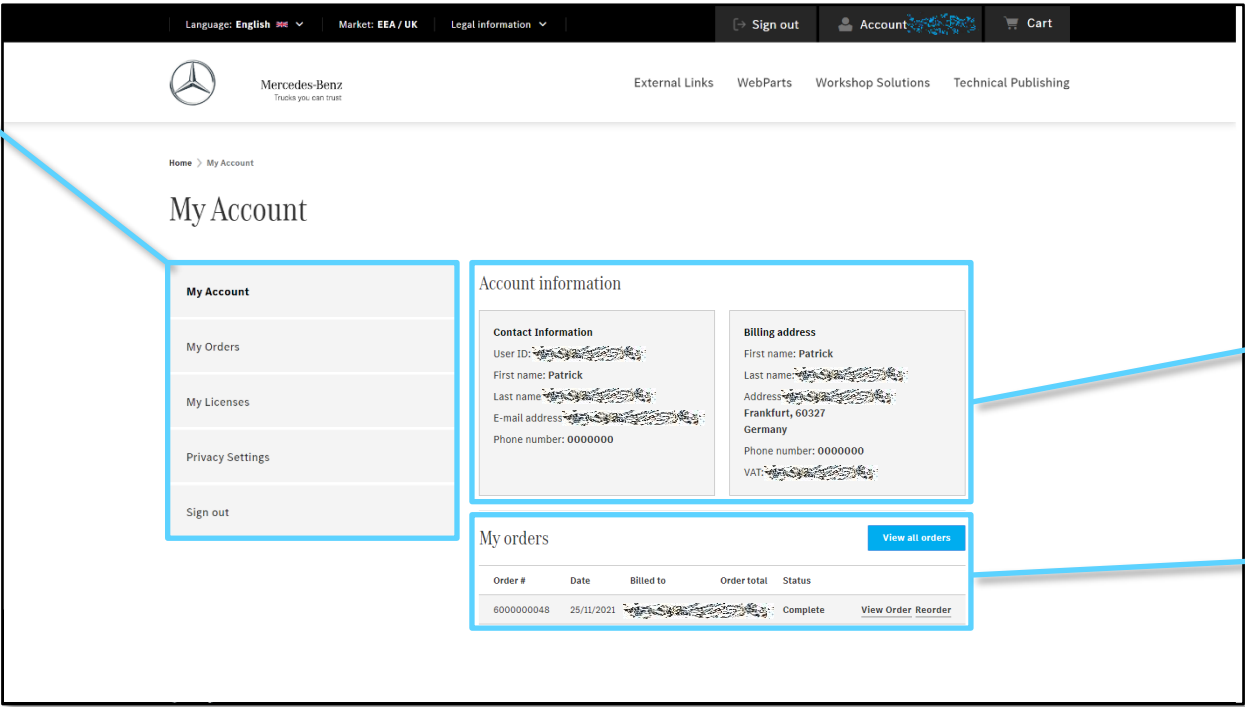 Language: English
Market: EEA / UK
Legal information
Sign out
Account
Cart
Mercedes-Benz
Trucks you can trust
External Links
WebParts
Workshop Solutions
Technical Publishing
Home > My Account
My Account
My Account
My Orders
My Licenses
Privacy Settings
Sign out
Account information
Contact Information
User ID:
First name: Patrick
Last name
E-mail address
Phone number: 0000000
Billing address
First name: Patrick
Last name:
Address
Frankfurt, 60327
Germany
Phone number: 0000000
VAT:
My orders
View all orders
Order # Date Billed to Order total Status
6000000048 25/11/2021 Complete View Order Reorder